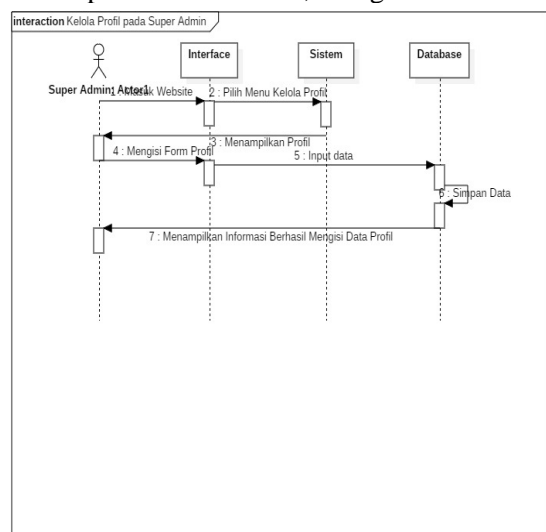 interaction Kelola Profil pada Super Admin
Interface
Sistem
Database
Super Admin: Actor1
1 : Masuk Website
2 : Pilih Menu Kelola Profil
3 : Menampilkan Profil
4 : Mengisi Form Profil
5 : Input data
6 : Simpan Data
7 : Menampilkan Informasi Berhasil Mengisi Data Profil